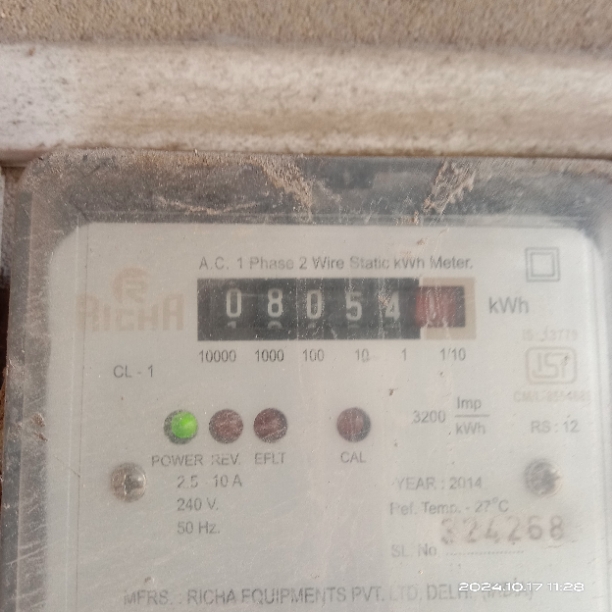 A.C. 1 Phase 2 Wire Static kWh Meter.
RICHA
08054 kWh
10000 1000 100 10 1 1/10
CL - 1
3200 Imp/kWh
RS : 12
POWER REV. EFLT CAL
2.5 10 A
YEAR : 2014
240 V.
Ref. Temp. - 27°C
50 Hz.
324268
SL. No
MFRS. : RICHA EQUIPMENTS PVT. LTD. DELHI.
2024.10.17 11:28